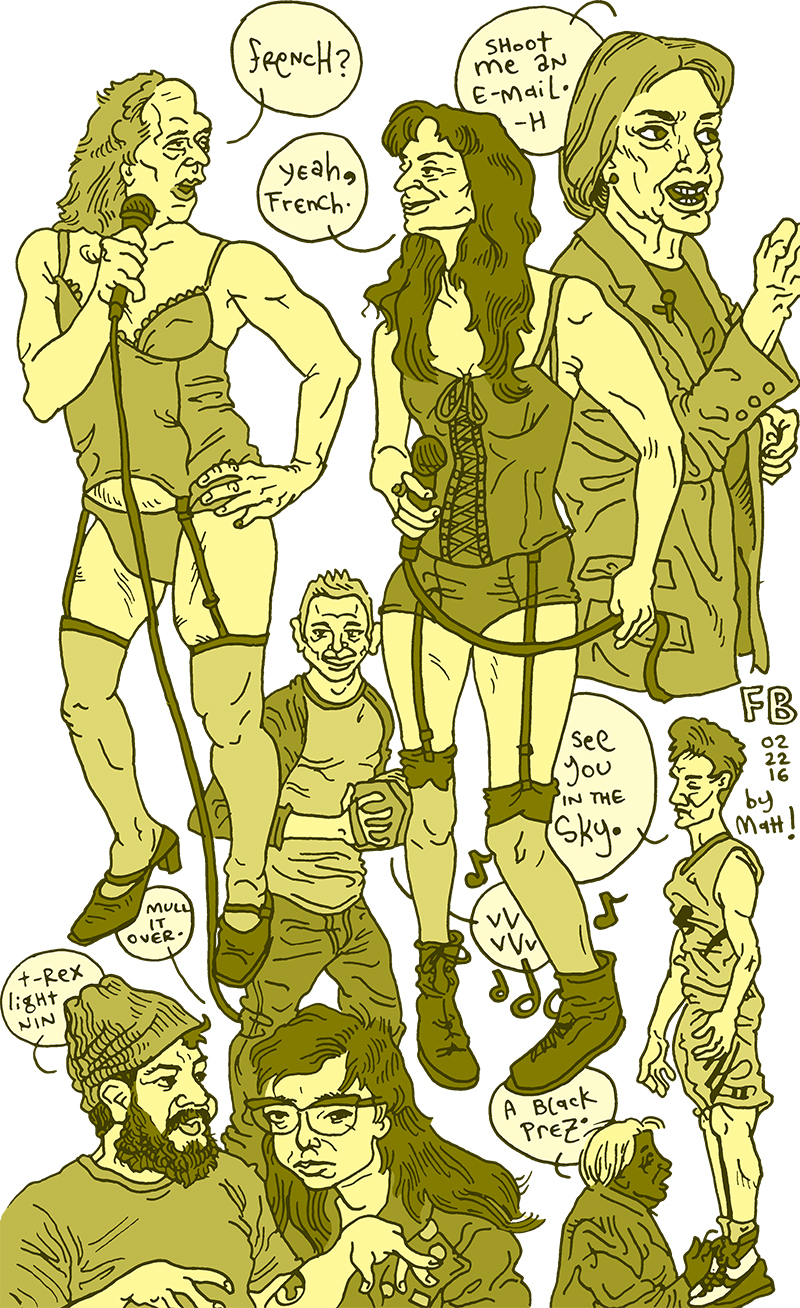 FRENCH?
SHOOT
me an
E-maiL.
-H
yeah,
French.
FB
02
22
16
by
Matt!
see
you
IN THE
Sky.
MULL
IT
OVER.
VV
VVV
t-Rex
light
NIN
A BLack
PREZ.